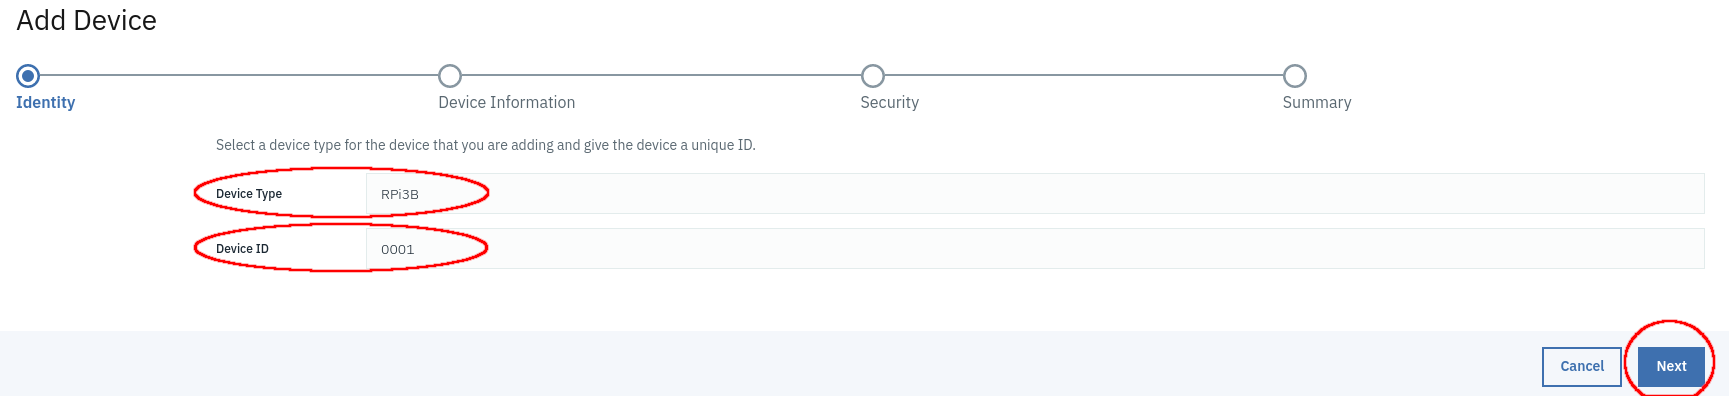 Add Device
Identity Device Information Security Summary
Select a device type for the device that you are adding and give the device a unique ID.
Device Type RPi3B
Device ID 0001
Cancel Next